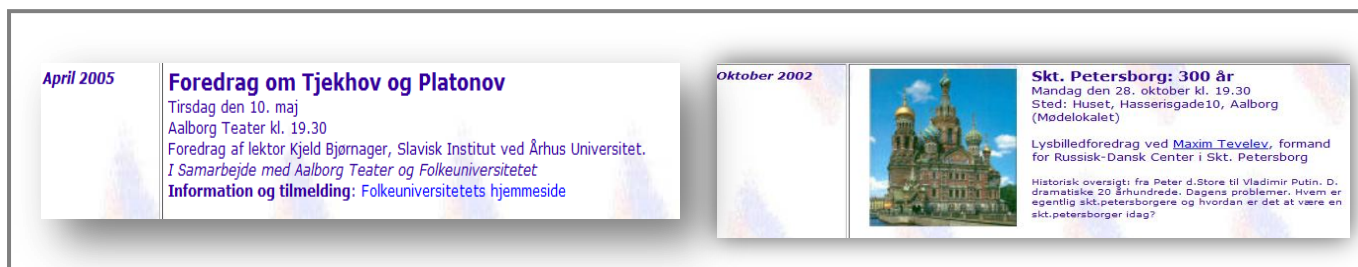 April 2005
Foredrag om Tjekhov og Platonov
Tirsdag den 10. maj
Aalborg Teater kl. 19.30
Foredrag af lektor Kjeld Bjørnager, Slavisk Institut ved Århus Universitet.
I Samarbejde med Aalborg Teater og Folkeuniversitetet
Information og tilmelding: Folkeuniversitetets hjemmeside
Oktober 2002
Skt. Petersborg: 300 år
Mandag den 28. oktober kl. 19.30
Sted: Huset, Hasserisgade10, Aalborg
(Mødelokalet)
Lysbilledforedrag ved Maxim Tevelev, formand
for Russisk-Dansk Center i Skt. Petersborg
Historisk oversigt: fra Peter d.Store til Vladimir Putin. D.
dramatiske 20 århundrede. Dagens problemer. Hvem er
egentlig skt.petersborgere og hvordan er det at være en
skt.petersborger idag?